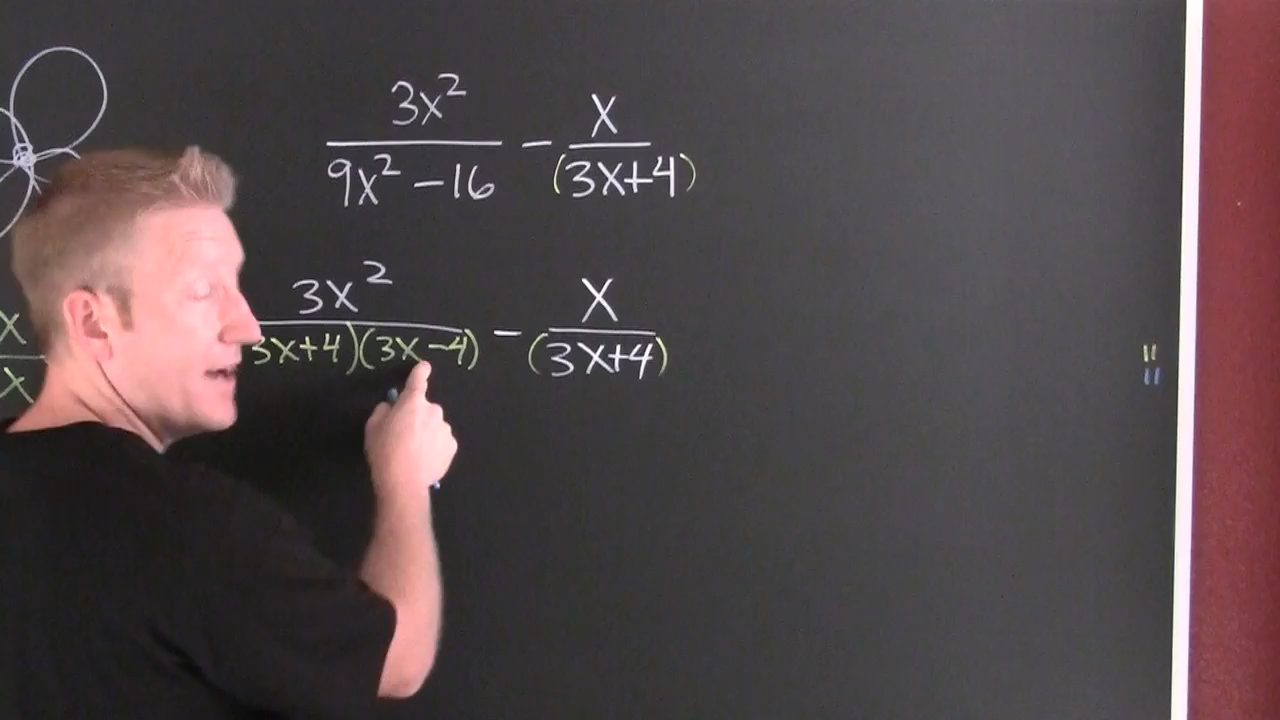 3x²
9x² - 16
-
x
(3x+4)
3x²
3x+4)(3x-4)
-
x
(3x+4)
x
x